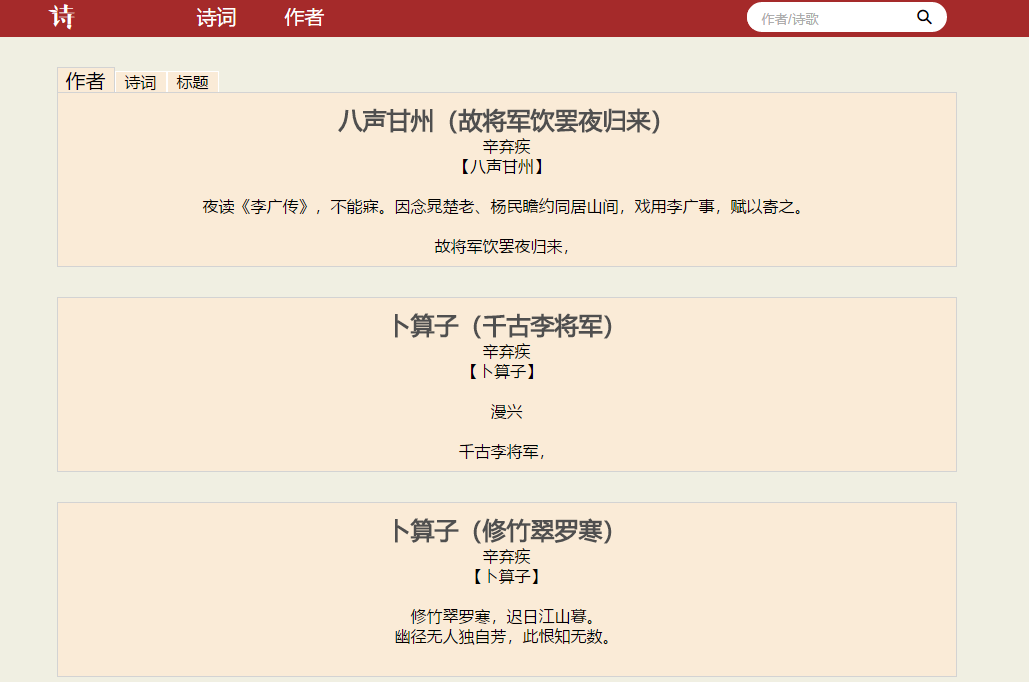 诗 诗词 作者 作者/诗歌
作者 诗词 标题
八声甘州（故将军饮罢夜归来）
辛弃疾
【八声甘州】
夜读《李广传》，不能寐。因念晁楚老、杨民瞻约同居山间，戏用李广事，赋以寄之。
故将军饮罢夜归来，
卜算子（千古李将军）
辛弃疾
【卜算子】
漫兴
千古李将军，
卜算子（修竹翠罗寒）
辛弃疾
【卜算子】
修竹翠罗寒，迟日江山暮。
幽径无人独自芳，此恨知无数。